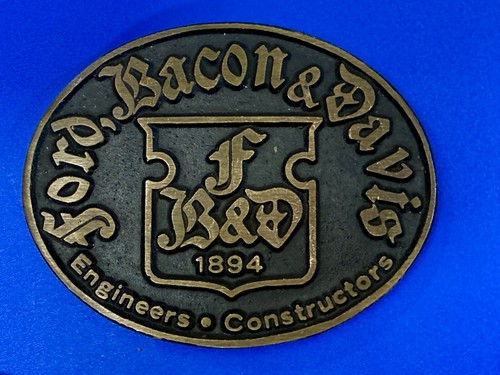 Ford, Bacon & Davis
F
B&D
1894
Engineers • Constructors